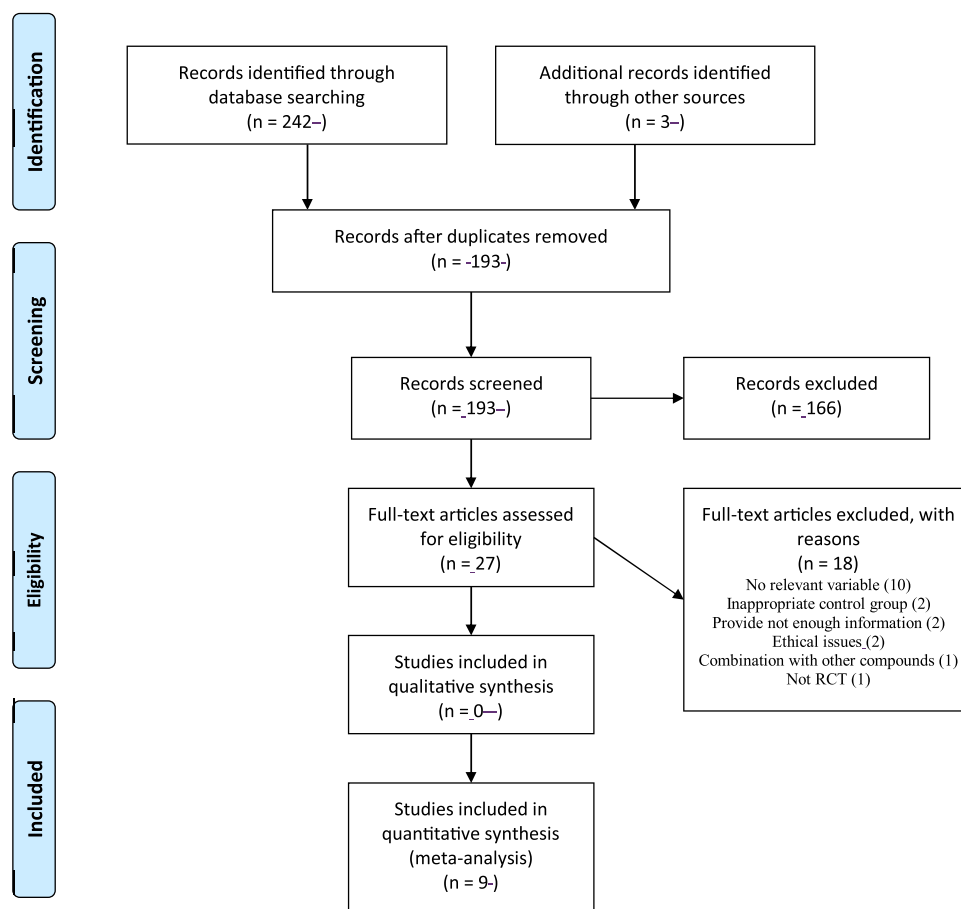 Identification
Records identified through
database searching
(n = 242–)
Additional records identified
through other sources
(n = 3–)
Records after duplicates removed
(n = -193-)
Screening
Records screened
(n = 193–)
Records excluded
(n = 166)
Eligibility
Full-text articles assessed
for eligibility
(n = 27)
Full-text articles excluded, with
reasons
(n = 18)
No relevant variable (10)
Inappropriate control group (2)
Provide not enough information (2)
Ethical issues (2)
Combination with other compounds (1)
Not RCT (1)
Studies included in
qualitative synthesis
(n = 0—)
Included
Studies included in
quantitative synthesis
(meta-analysis)
(n = 9-)